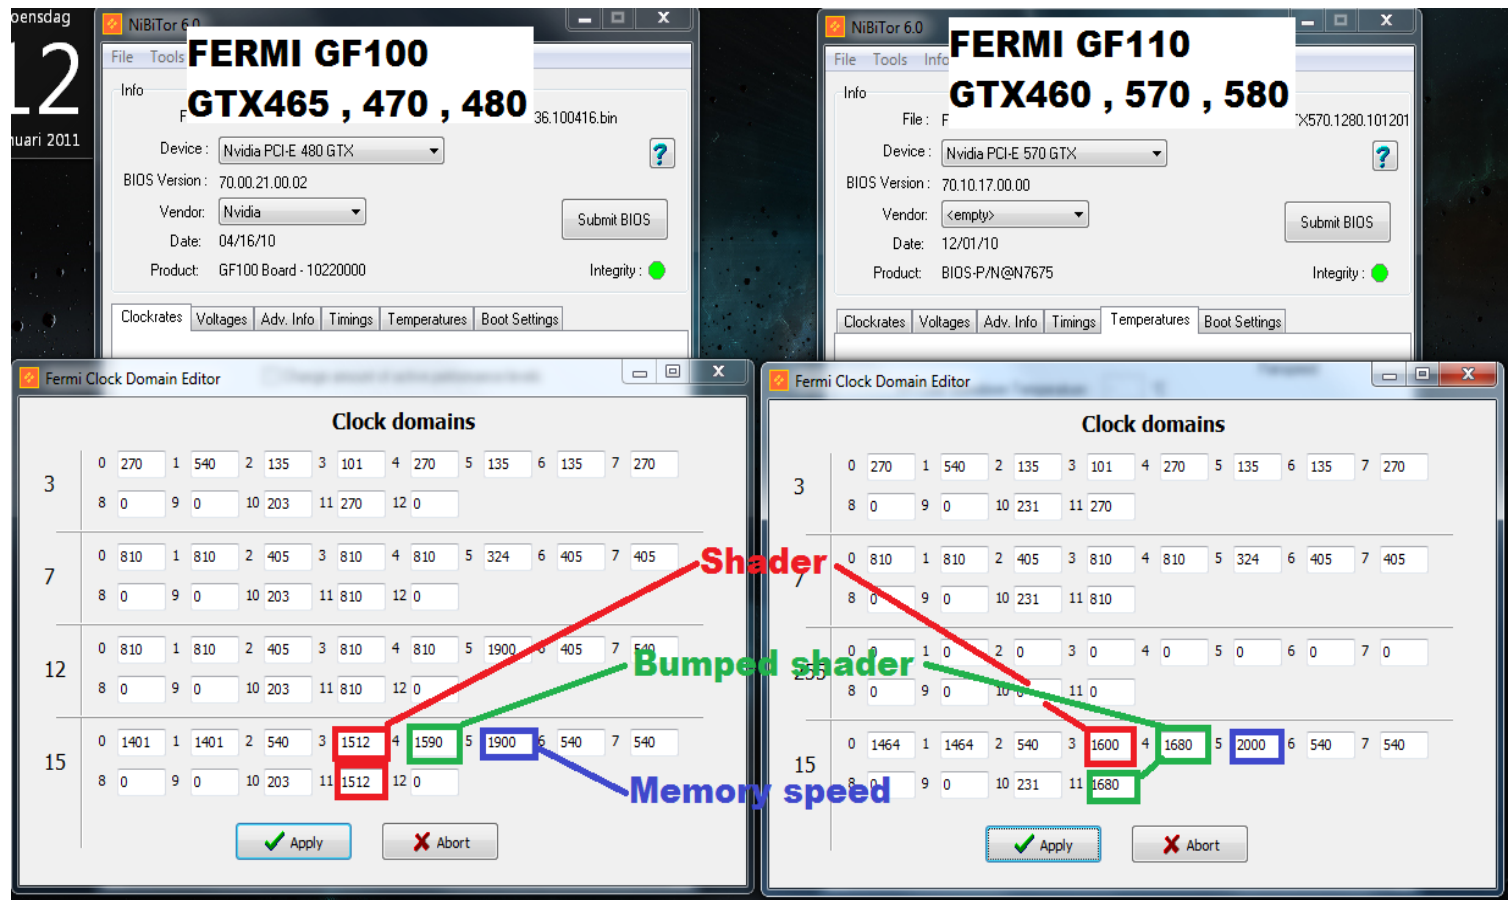 oensdag
12
nuari 2011
NiBiTor 6.0
File Tools
FERMI GF100
GTX465 , 470 , 480
Info
F
36.100416.bin
Device : Nvidia PCI-E 480 GTX
?
BIOS Version : 70.00.21.00.02
Vendor: Nvidia
Submit BIOS
Date: 04/16/10
Product: GF100 Board - 10220000 Integrity :
Clockrates Voltages Adv. Info Timings Temperatures Boot Settings
NiBiTor 6.0
File Tools Info
FERMI GF110
GTX460 , 570 , 580
Info
File : F
X570.1280.101201
Device : Nvidia PCI-E 570 GTX
?
BIOS Version : 70.10.17.00.00
Vendor: <empty>
Submit BIOS
Date: 12/01/10
Product: BIOS-P/N@N7675 Integrity :
Clockrates Voltages Adv. Info Timings Temperatures Boot Settings
Fermi Clock Domain Editor
Clock domains
3
0 270 1 540 2 135 3 101 4 270 5 135 6 135 7 270
8 0 9 0 10 203 11 270 12 0
7
0 810 1 810 2 405 3 810 4 810 5 324 6 405 7 405
8 0 9 0 10 203 11 810 12 0
12
0 810 1 810 2 405 3 810 4 810 5 1900 6 405 7 540
8 0 9 0 10 203 11 810 12 0
15
0 1401 1 1401 2 540 3 1512 4 1590 5 1900 6 540 7 540
8 0 9 0 10 203 11 1512 12 0
Apply Abort
Shader
Bumped shader
Memory speed
Fermi Clock Domain Editor
Clock domains
3
0 270 1 540 2 135 3 101 4 270 5 135 6 135 7 270
8 0 9 0 10 231 11 270
7
0 810 1 810 2 405 3 810 4 810 5 324 6 405 7 405
8 0 9 0 10 231 11 810
255
0 0 1 0 2 0 3 0 4 0 5 0 6 0 7 0
8 0 9 0 10 0 11 0
15
0 1464 1 1464 2 540 3 1600 4 1680 5 2000 6 540 7 540
8 0 9 0 10 231 11 1680
Apply Abort